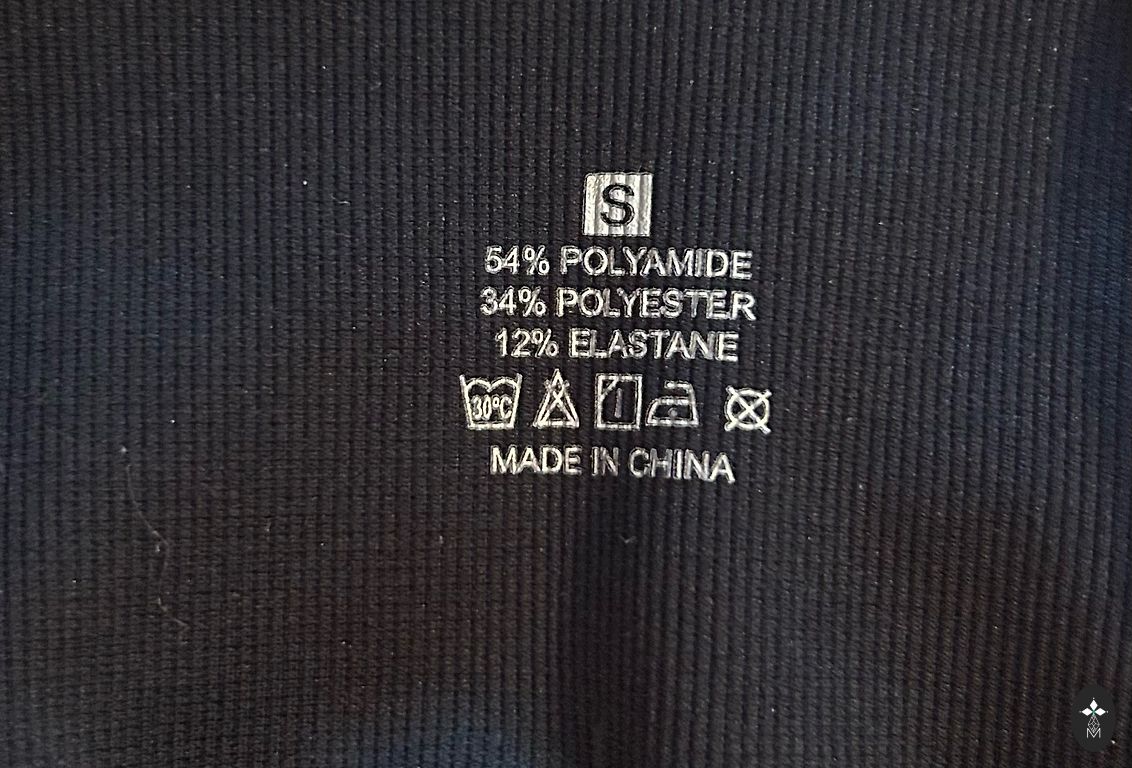 S
54% POLYAMIDE
34% POLYESTER
12% ELASTANE
30°C
MADE IN CHINA
M